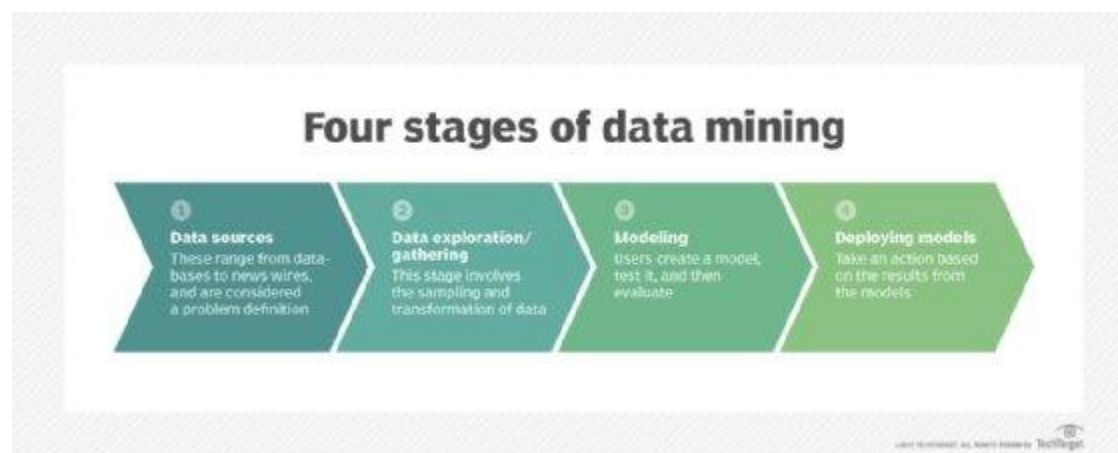 Four stages of data mining
1
Data sources
These range from data-
bases to news wires,
and are considered
a problem definition
2
Data exploration/
gathering
This stage involves
the sampling and
transformation of data
3
Modeling
Users create a model,
test it, and then
evaluate
4
Deploying models
Take an action based
on the results from
the models
TechTarget